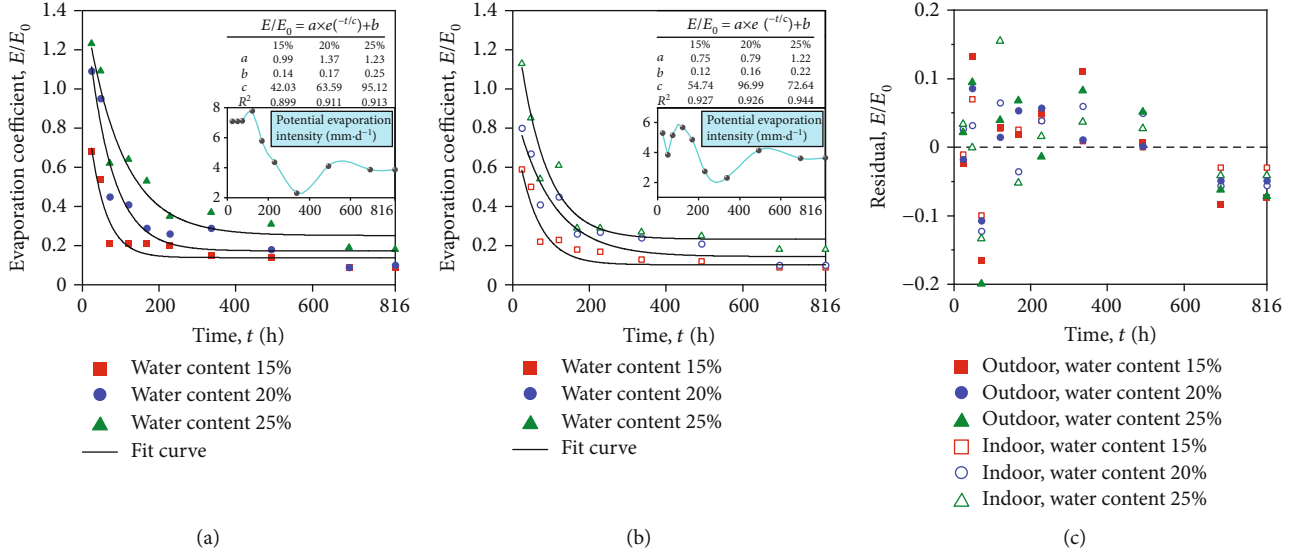 1.4
1.2
1.0
0.8
0.6
0.4
0.2
0
Evaporation coefficient, E/E0
E/E0 = a×e(−t/c)+b
15% 20% 25%
a 0.99 1.37 1.23
b 0.14 0.17 0.25
c 42.03 63.59 95.12
R2 0.899 0.911 0.913
8
6
4
2
Potential evaporation
intensity (mm·d−1)
0 200 400 600 816
0 200 400 600 816
Time, t (h)
Water content 15%
Water content 20%
Water content 25%
Fit curve
(a)
1.4
1.2
1.0
0.8
0.6
0.4
0.2
0
Evaporation coefficient, E/E0
E/E0 = a×e (−t/c)+b
15% 20% 25%
a 0.75 0.79 1.22
b 0.12 0.16 0.22
c 54.74 96.99 72.64
R2 0.927 0.926 0.944
6
4
2
Potential evaporation
intensity (mm·d−1)
0 200 400 600 816
0 200 400 600 816
Time, t (h)
Water content 15%
Water content 20%
Water content 25%
Fit curve
(b)
0.2
0.1
0
−0.1
−0.2
Residual, E/E0
0 200 400 600 816
Time, t (h)
Outdoor, water content 15%
Outdoor, water content 20%
Outdoor, water content 25%
Indoor, water content 15%
Indoor, water content 20%
Indoor, water content 25%
(c)